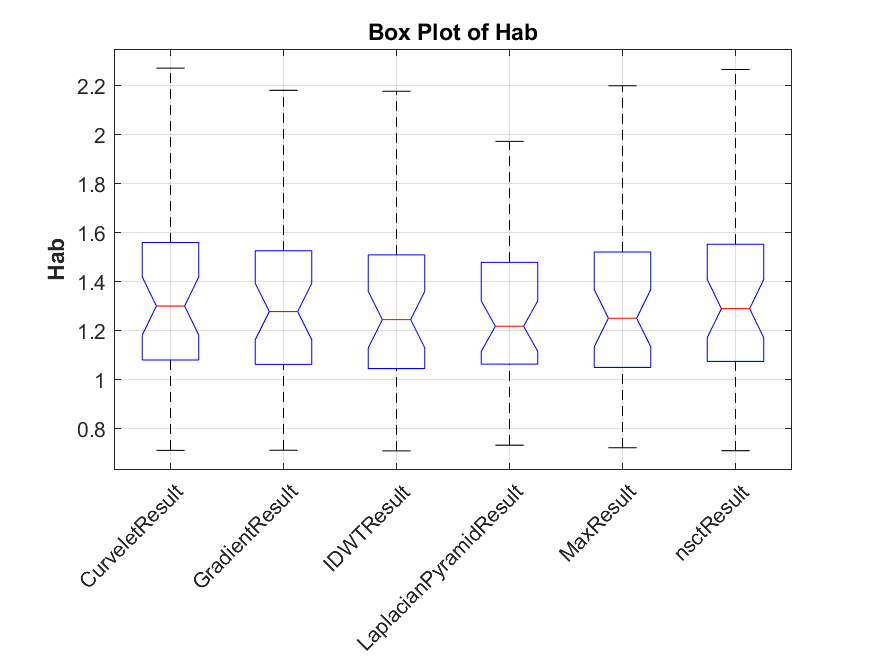 Box Plot of Hab
Hab
2.2
2
1.8
1.6
1.4
1.2
1
0.8
CurveletResult
GradientResult
IDWTResult
LaplacianPyramidResult
MaxResult
nsctResult